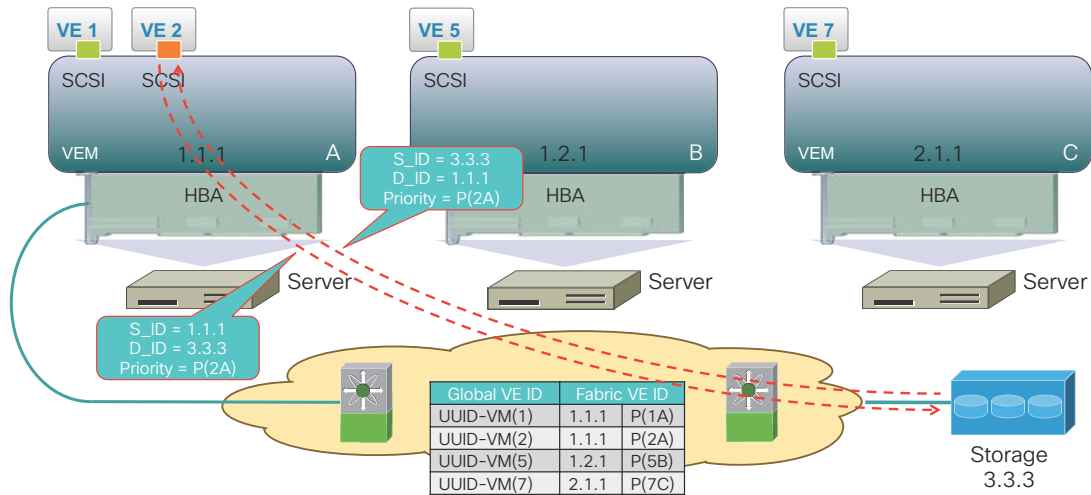 VE 1
VE 2
VE 5
VE 7
SCSI
SCSI
SCSI
SCSI
VEM
1.1.1
A
1.2.1
B
VEM
2.1.1
C
S_ID = 3.3.3
D_ID = 1.1.1
Priority = P(2A)
HBA
HBA
HBA
Server
Server
Server
S_ID = 1.1.1
D_ID = 3.3.3
Priority = P(2A)
Global VE ID Fabric VE ID
UUID-VM(1) 1.1.1 P(1A)
UUID-VM(2) 1.1.1 P(2A)
UUID-VM(5) 1.2.1 P(5B)
UUID-VM(7) 2.1.1 P(7C)
Storage
3.3.3